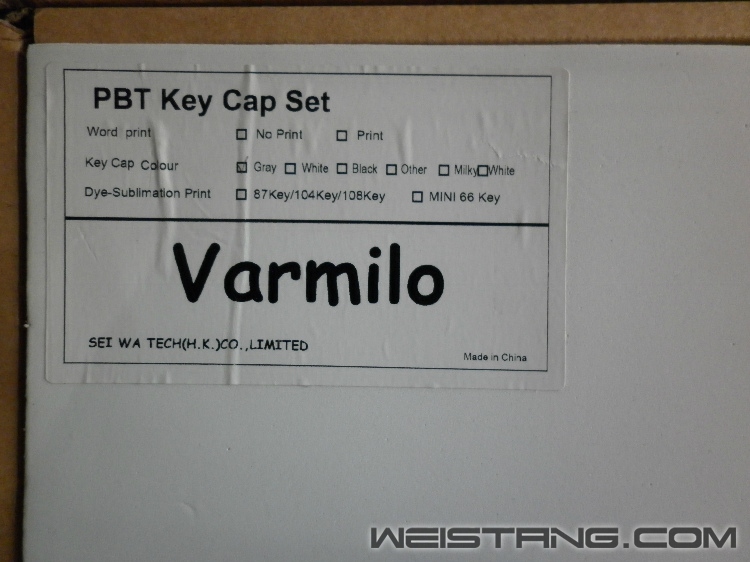 PBT Key Cap Set
Word print ☐ No Print ☐ Print
Key Cap Colour ☑ Gray ☐ White ☐ Black ☐ Other ☐ Milky☐White
Dye-Sublimation Print ☐ 87Key/104Key/108Key ☐ MINI 66 Key
Varmilo
SEI WA TECH(H.K.)CO.,LIMITED
Made in China
WEISTANG.COM